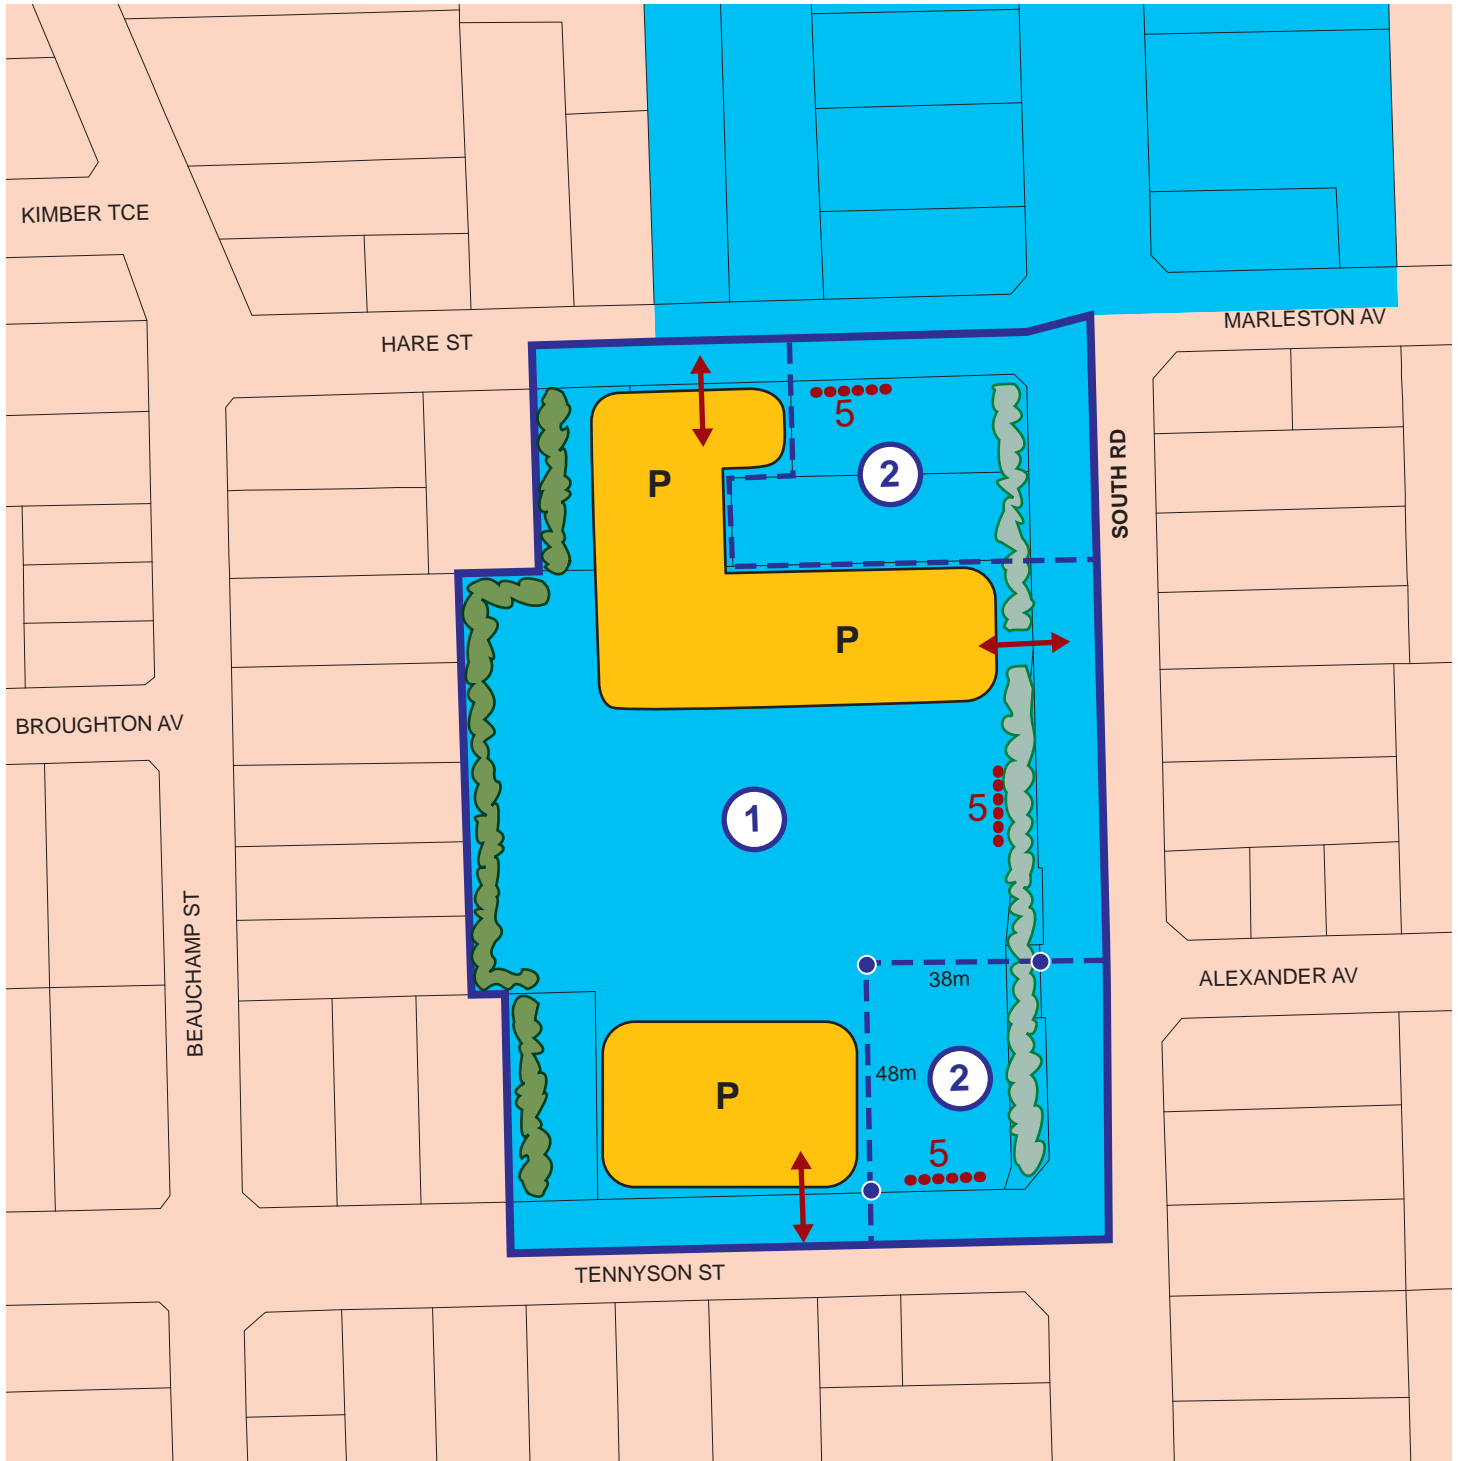 KIMBER TCE
HARE ST
MARLESTON AV
5
2
P
SOUTH RD
P
BROUGHTON AV
1
5
BEAUCHAMP ST
38m
ALEXANDER AV
48m
2
P
5
TENNYSON ST